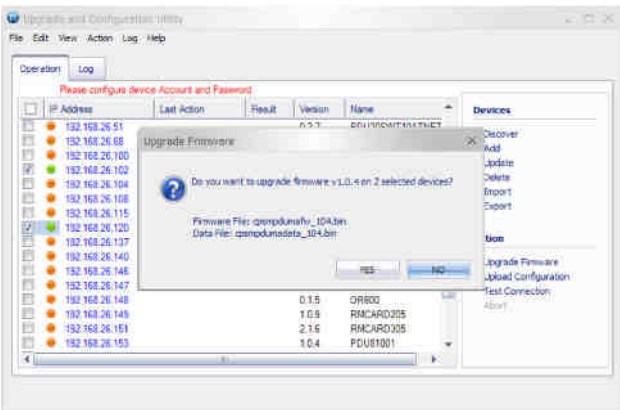 Upgrade and Configuration Utility
File Edit View Action Log Help
Operation Log
Please configure device Account and Password
IP Address Last Action Result Version Name
192.168.26.51 0.2.7
192.168.26.68
192.168.26.100
192.168.26.102
192.168.26.104
192.168.26.108
192.168.26.115
192.168.26.120
192.168.26.137
192.168.26.140
192.168.26.146
192.168.26.147
192.168.26.148 0.1.5 OR600
192.168.26.149 1.0.9 RMCARD205
192.168.26.151 2.1.6 RMCARD305
192.168.26.153 1.0.4 PDU81001
Upgrade Firmware
Do you want to upgrade firmware v1.0.4 on 2 selected devices?
Firmware File: cpsmpdumafw_104.bin
Data File: cpsmpdumadata_104.bin
YES NO
Devices
Discover
Add
Update
Delete
Import
Export
tion
Upgrade Firmware
Upload Configuration
Test Connection
Abort